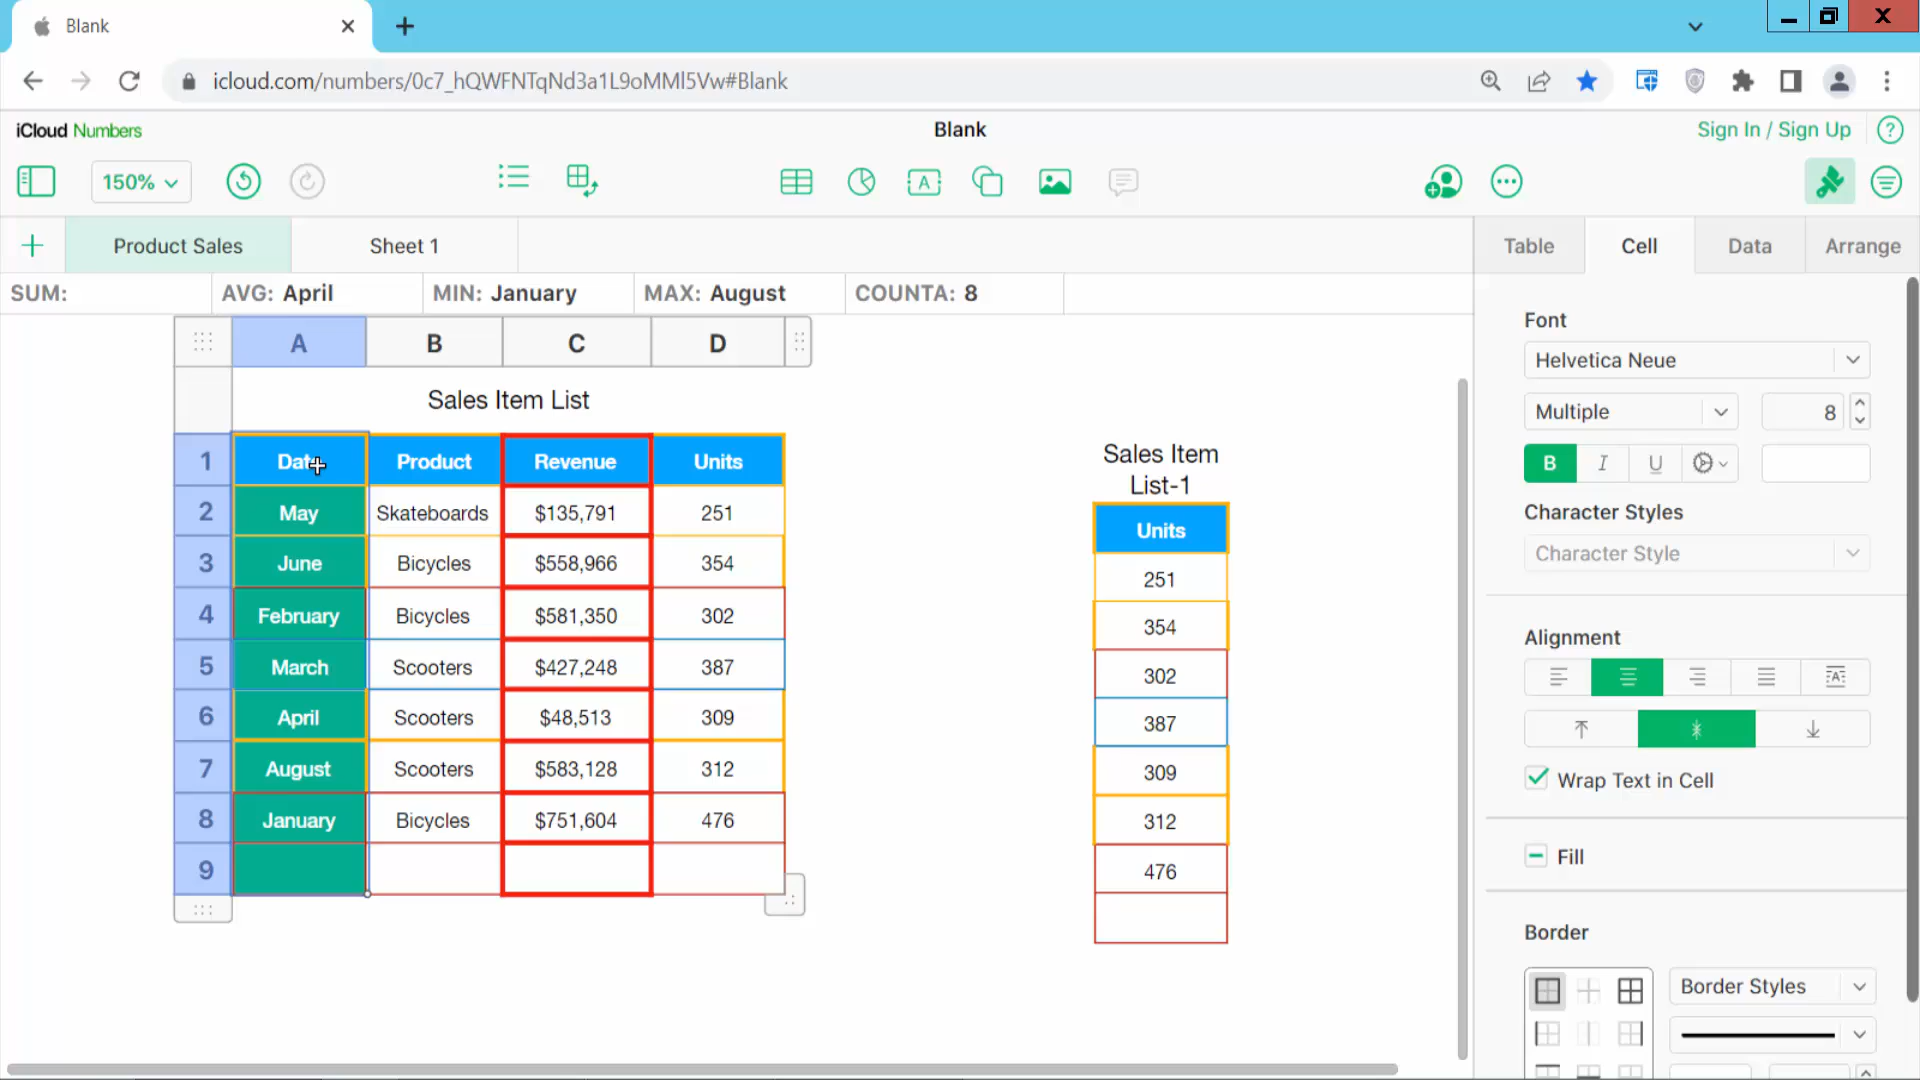 Blank
icloud.com/numbers/0c7_hQWFNTqNd3a1L9oMMl5Vw#Blank
iCloud Numbers
Blank
Sign In / Sign Up
?
150%
A
Product Sales
Sheet 1
Table
Cell
Data
Arrange
SUM:
AVG: April
MIN: January
MAX: August
COUNTA: 8
A B C D
Sales Item List
1 Date Product Revenue Units
2 May Skateboards $135,791 251
3 June Bicycles $558,966 354
4 February Bicycles $581,350 302
5 March Scooters $427,248 387
6 April Scooters $48,513 309
7 August Scooters $583,128 312
8 January Bicycles $751,604 476
9
Sales Item
List-1
Units
251
354
302
387
309
312
476
Font
Helvetica Neue
Multiple
8
B I U
Character Styles
Character Style
Alignment
A
Wrap Text in Cell
Fill
Border
Border Styles